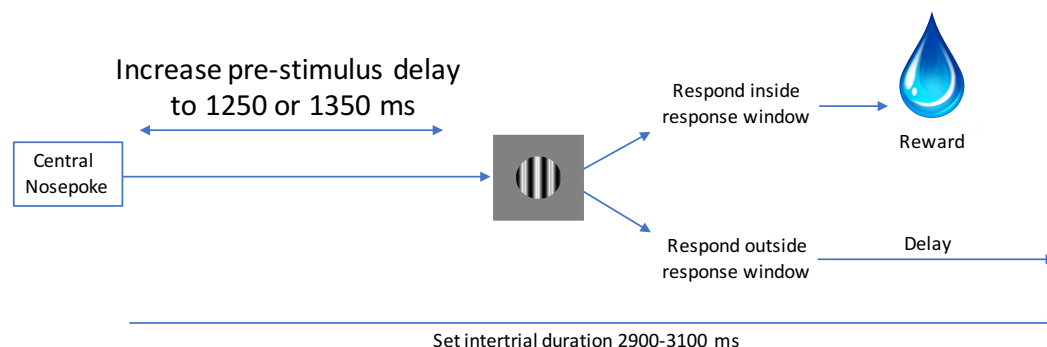 Increase pre-stimulus delay
to 1250 or 1350 ms
Central
Nosepoke
Respond inside
response window
Reward
Respond outside
response window
Delay
Set intertrial duration 2900-3100 ms